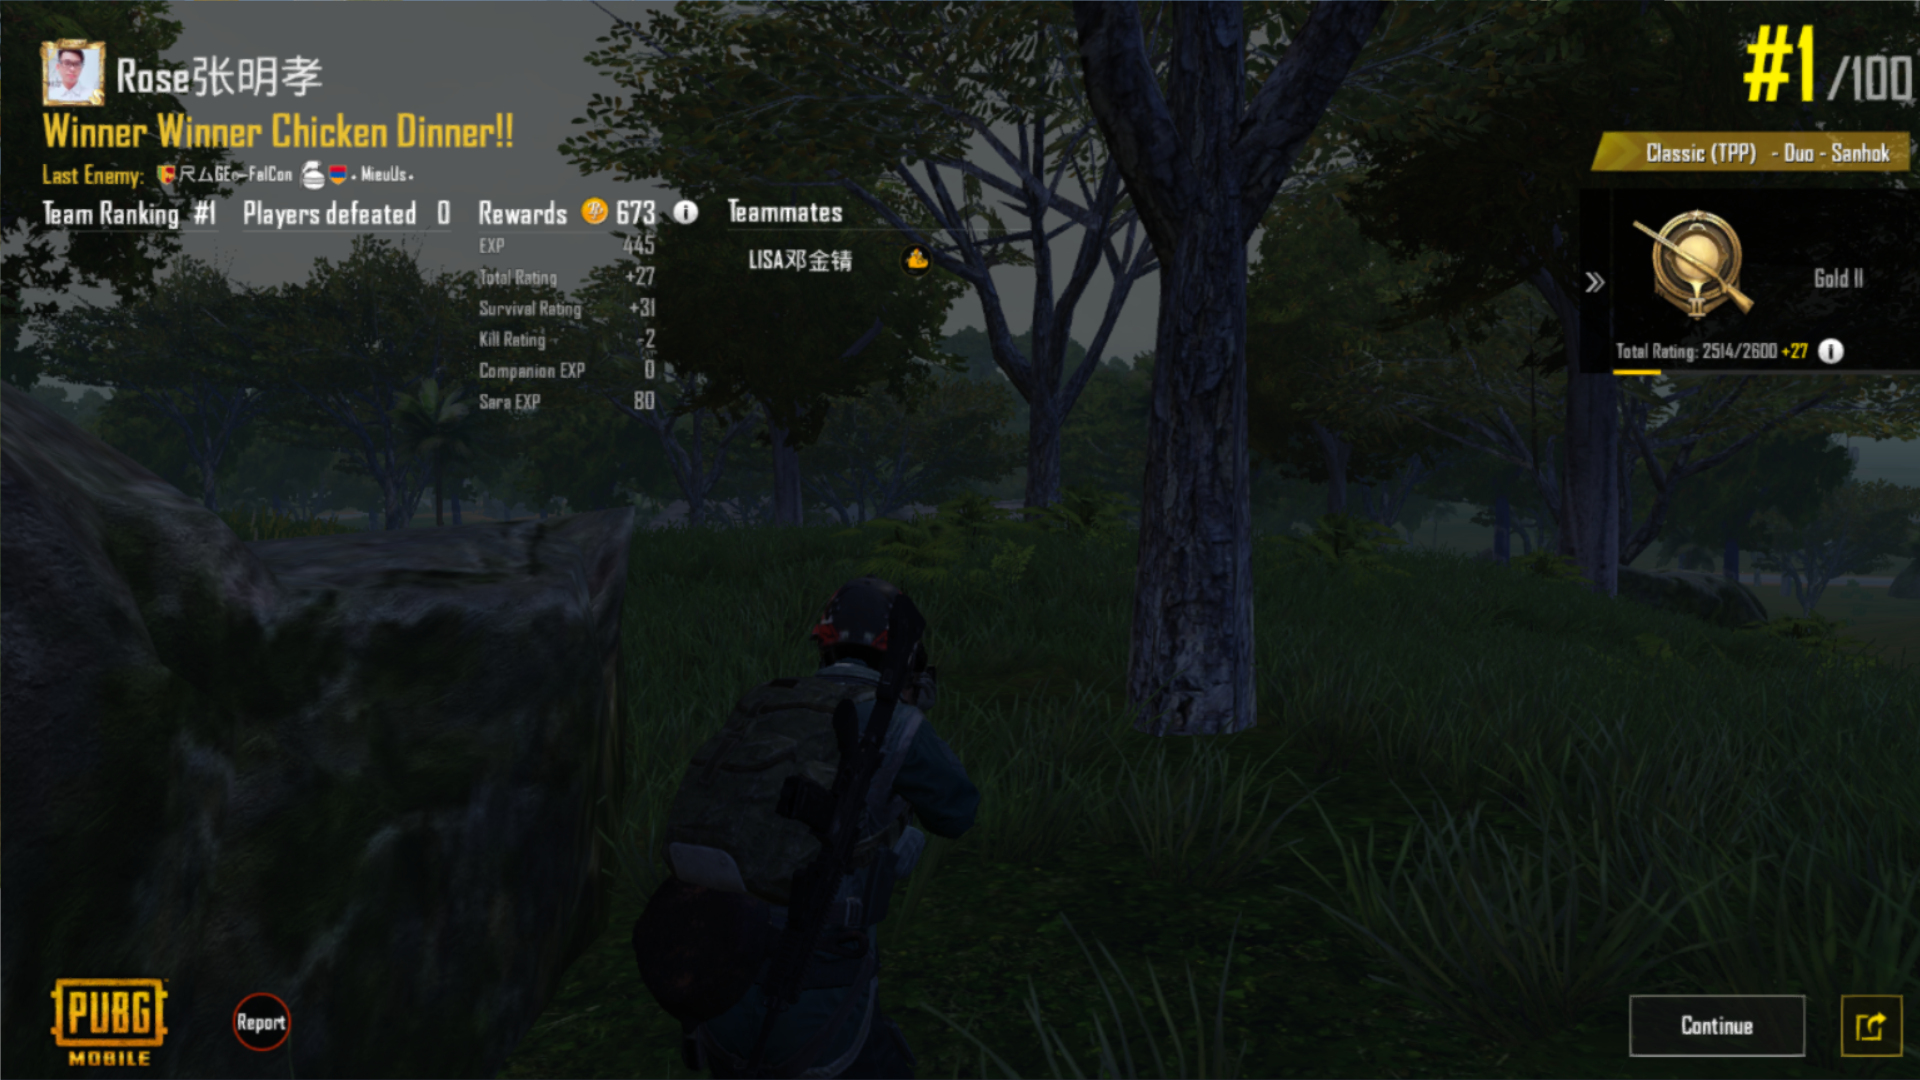 Rose张明孝
#1/100
Winner Winner Chicken Dinner!!
Classic (TPP) - Duo - Sanhok
Last Enemy: 尺ムGEc-FalCon . MieuUs.
Team Ranking #1 Players defeated 0 Rewards 673 Teammates
EXP 445
LISA邓金锖
Total Rating +27
Survival Rating +31
Kill Rating -2
Companion EXP 0
Sara EXP 80
Gold II
Total Rating: 2514/2600 +27
PUBG
MOBILE
Report
Continue